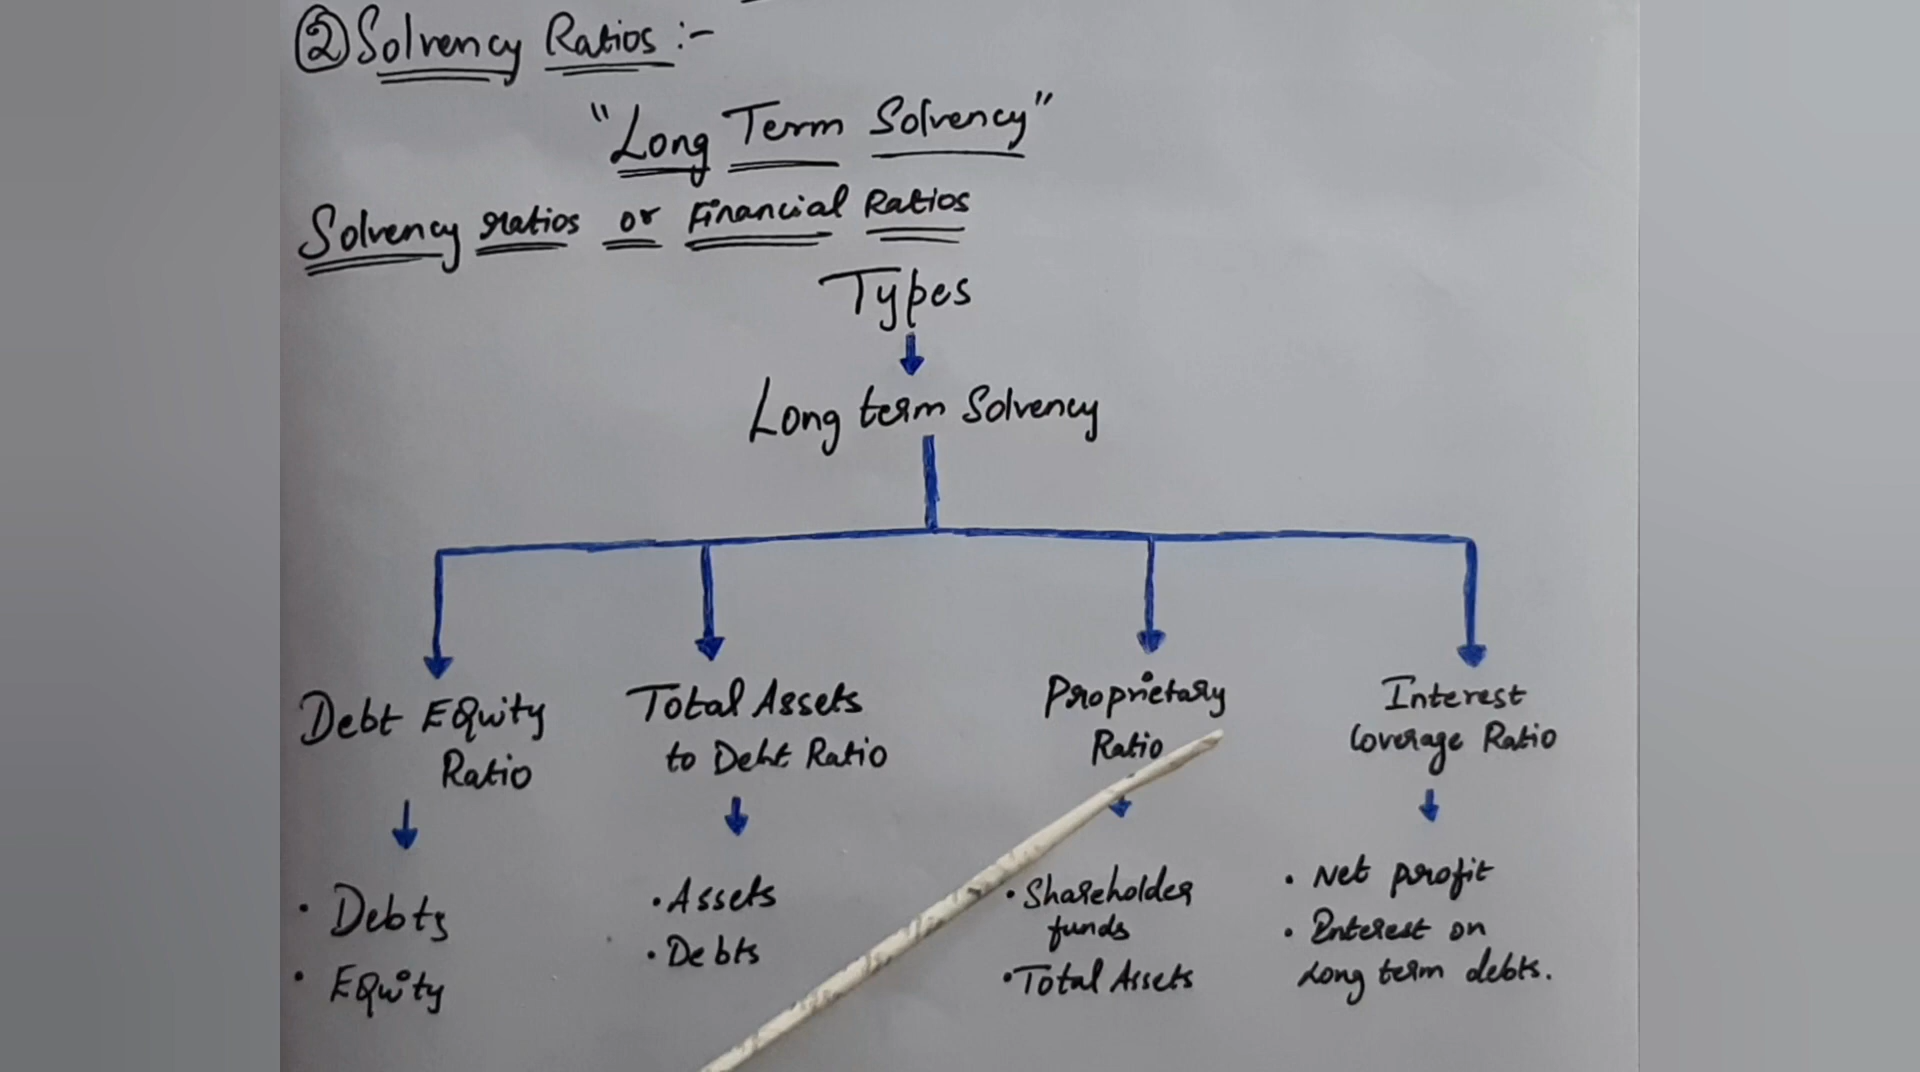 ② Solvency Ratios :-
"Long Term Solvency"
Solvency ratios or Financial Ratios
Types
Long term Solvency
Debt EQuity
Ratio
• Debts
• EQuity
Total Assets
to Debt Ratio
• Assets
• Debts
Proprietary
Ratio
• Shareholder
funds
• Total Assets
Interest
Coverage Ratio
• Net profit
• Interest on
Long term debts.